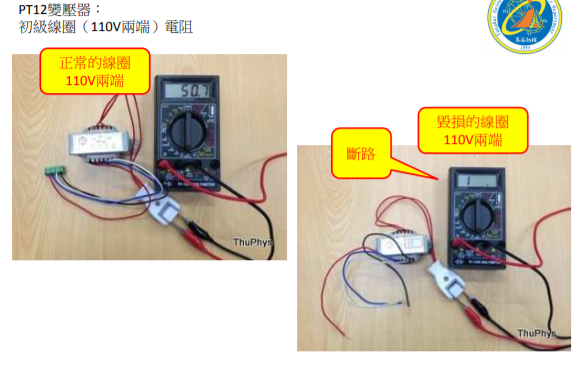 PT12變壓器：
初級線圈（110V兩端）電阻
正常的線圈
110V兩端
50.7
ThuPhys
毀損的線圈
110V兩端
斷路
1
ThuPhys